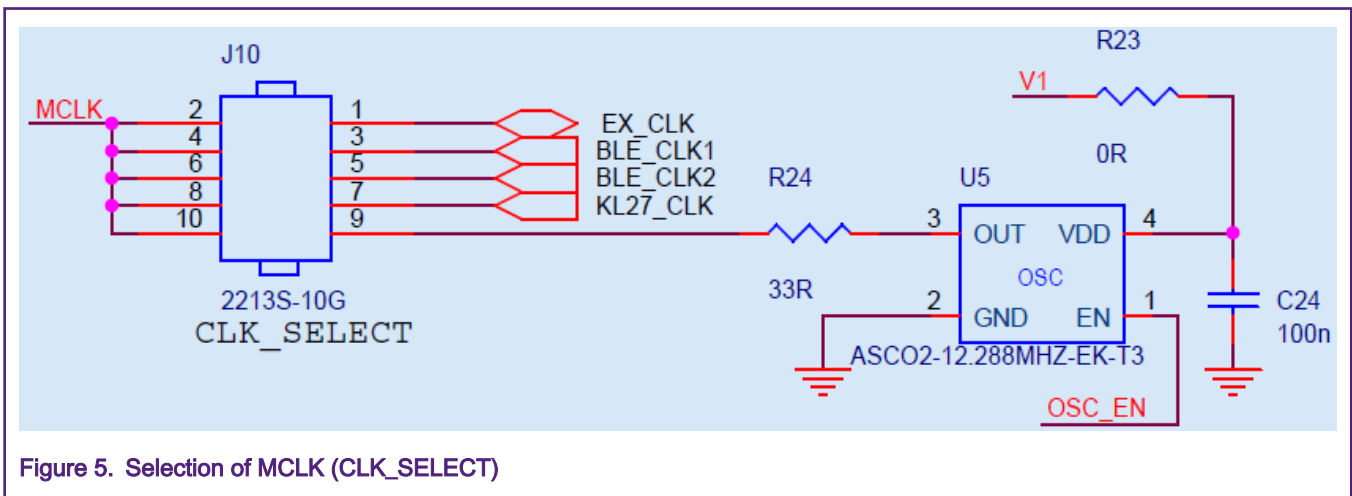 J10
MCLK
2
4
6
8
10
1
3
5
7
9
EX_CLK
BLE_CLK1
BLE_CLK2
KL27_CLK
2213S-10G
CLK_SELECT
R24
33R
V1
R23
0R
U5
3
OUT
VDD
4
OSC
2
GND
EN
1
ASCO2-12.288MHZ-EK-T3
OSC_EN
C24
100n
Figure 5. Selection of MCLK (CLK_SELECT)